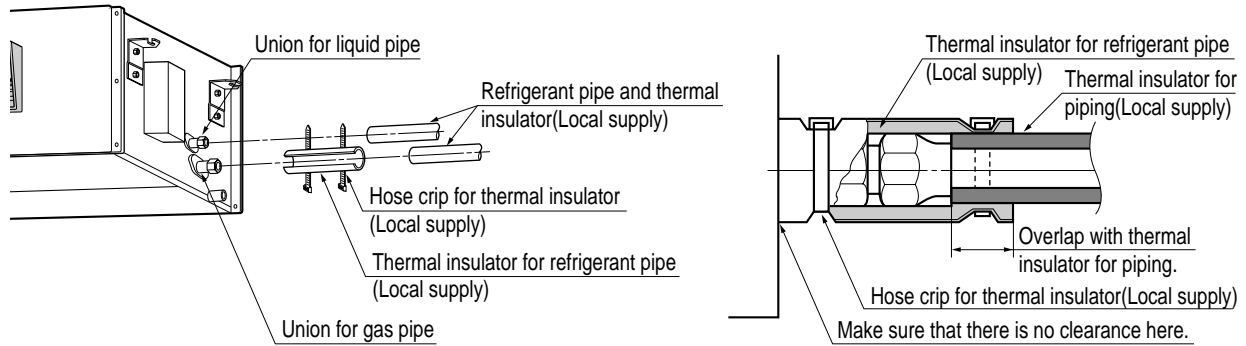 Union for liquid pipe
Refrigerant pipe and thermal
insulator(Local supply)
Hose crip for thermal insulator
(Local supply)
Thermal insulator for refrigerant pipe
(Local supply)
Union for gas pipe
Thermal insulator for refrigerant pipe
(Local supply)
Thermal insulator for
piping(Local supply)
Overlap with thermal
insulator for piping.
Hose crip for thermal insulator(Local supply)
Make sure that there is no clearance here.